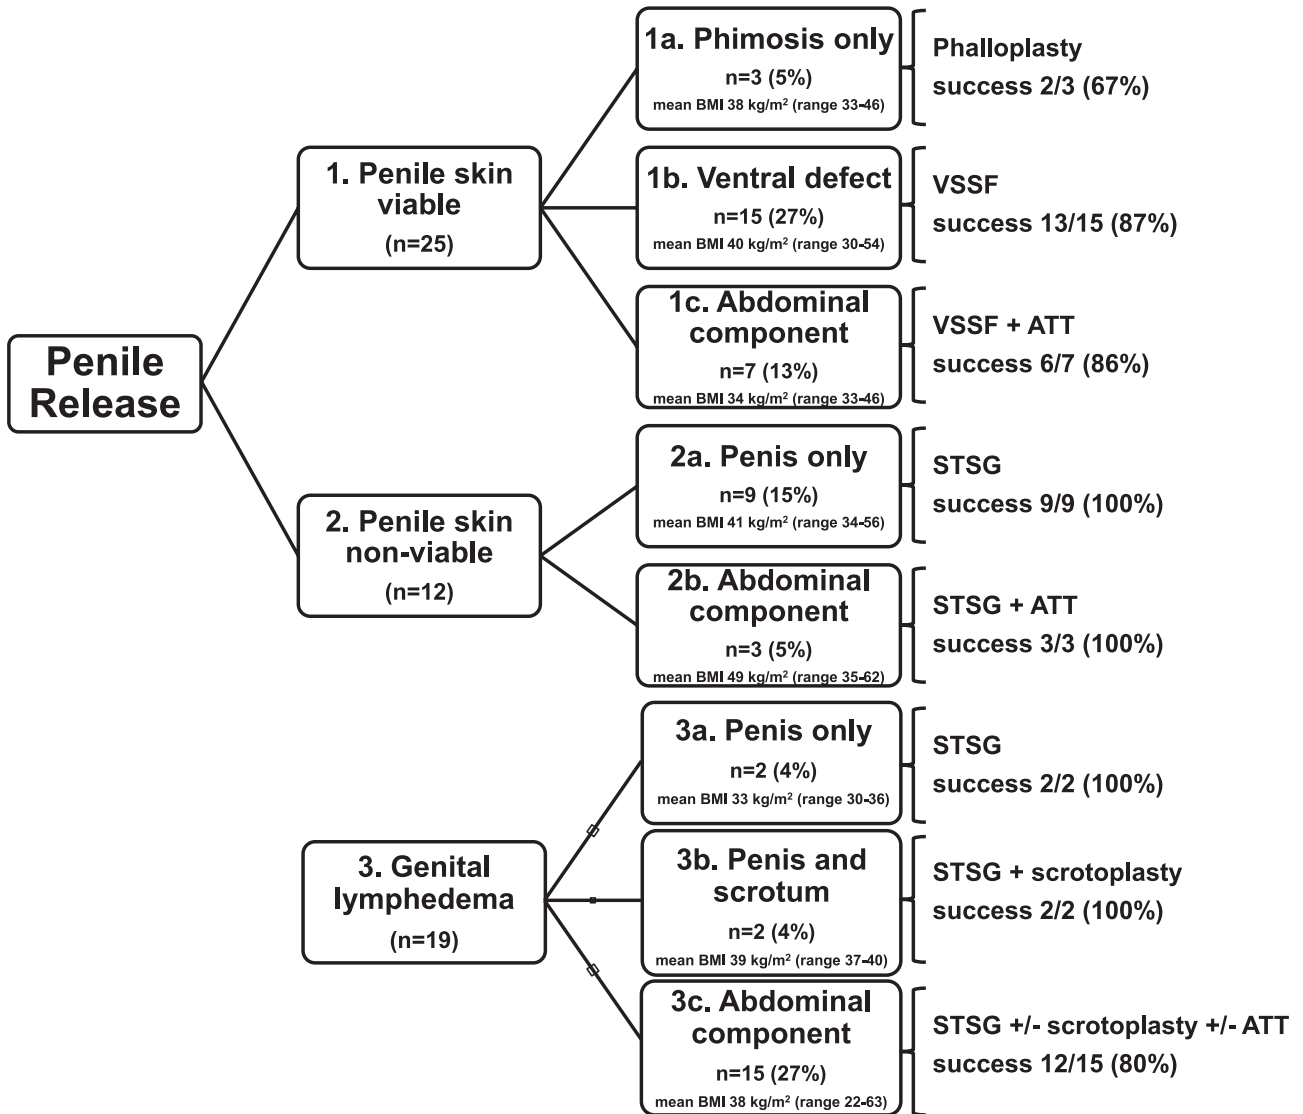 Penile
Release
1. Penile skin
viable
(n=25)
1a. Phimosis only
n=3 (5%)
mean BMI 38 kg/m² (range 33-46)
Phalloplasty
success 2/3 (67%)
1b. Ventral defect
n=15 (27%)
mean BMI 40 kg/m² (range 30-54)
VSSF
success 13/15 (87%)
1c. Abdominal
component
n=7 (13%)
mean BMI 34 kg/m² (range 33-46)
VSSF + ATT
success 6/7 (86%)
2. Penile skin
non-viable
(n=12)
2a. Penis only
n=9 (15%)
mean BMI 41 kg/m² (range 34-56)
STSG
success 9/9 (100%)
2b. Abdominal
component
n=3 (5%)
mean BMI 49 kg/m² (range 35-62)
STSG + ATT
success 3/3 (100%)
3. Genital
lymphedema
(n=19)
3a. Penis only
n=2 (4%)
mean BMI 33 kg/m² (range 30-36)
STSG
success 2/2 (100%)
3b. Penis and
scrotum
n=2 (4%)
mean BMI 39 kg/m² (range 37-40)
STSG + scrotoplasty
success 2/2 (100%)
3c. Abdominal
component
n=15 (27%)
mean BMI 38 kg/m² (range 22-63)
STSG +/- scrotoplasty +/- ATT
success 12/15 (80%)